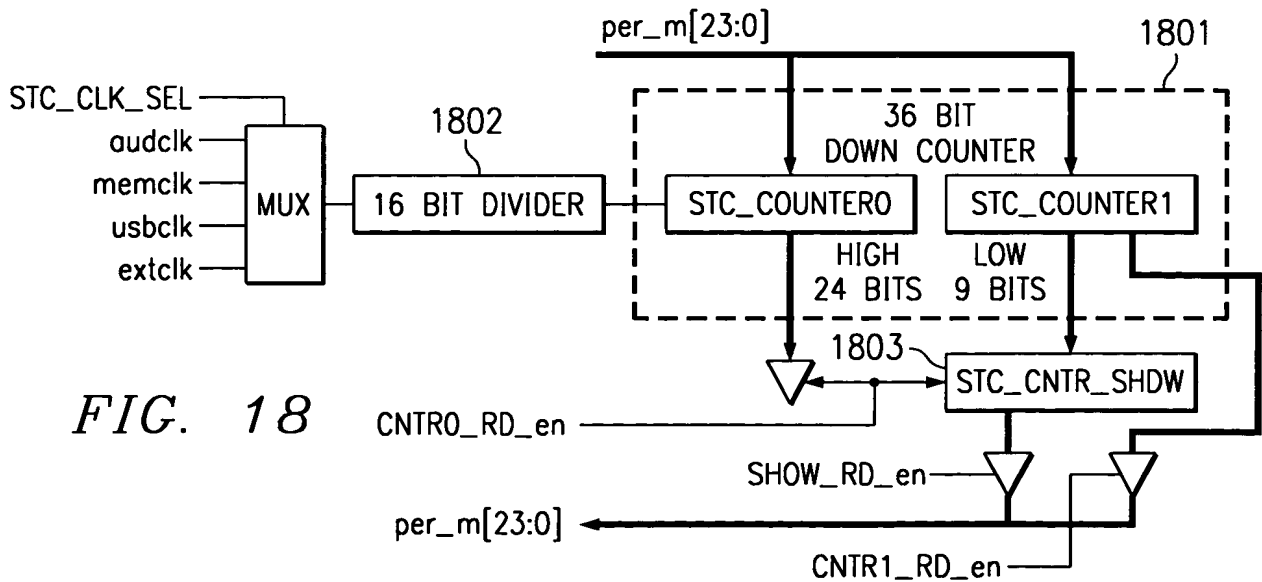 per_m[23:0]
1801
STC_CLK_SEL
audclk
memclk
usbclk
extclk
MUX
1802
16 BIT DIVIDER
36 BIT
DOWN COUNTER
STC_COUNTER0
STC_COUNTER1
HIGH
24 BITS
LOW
9 BITS
1803
STC_CNTR_SHDW
FIG. 18
CNTR0_RD_en
SHOW_RD_en
per_m[23:0]
CNTR1_RD_en